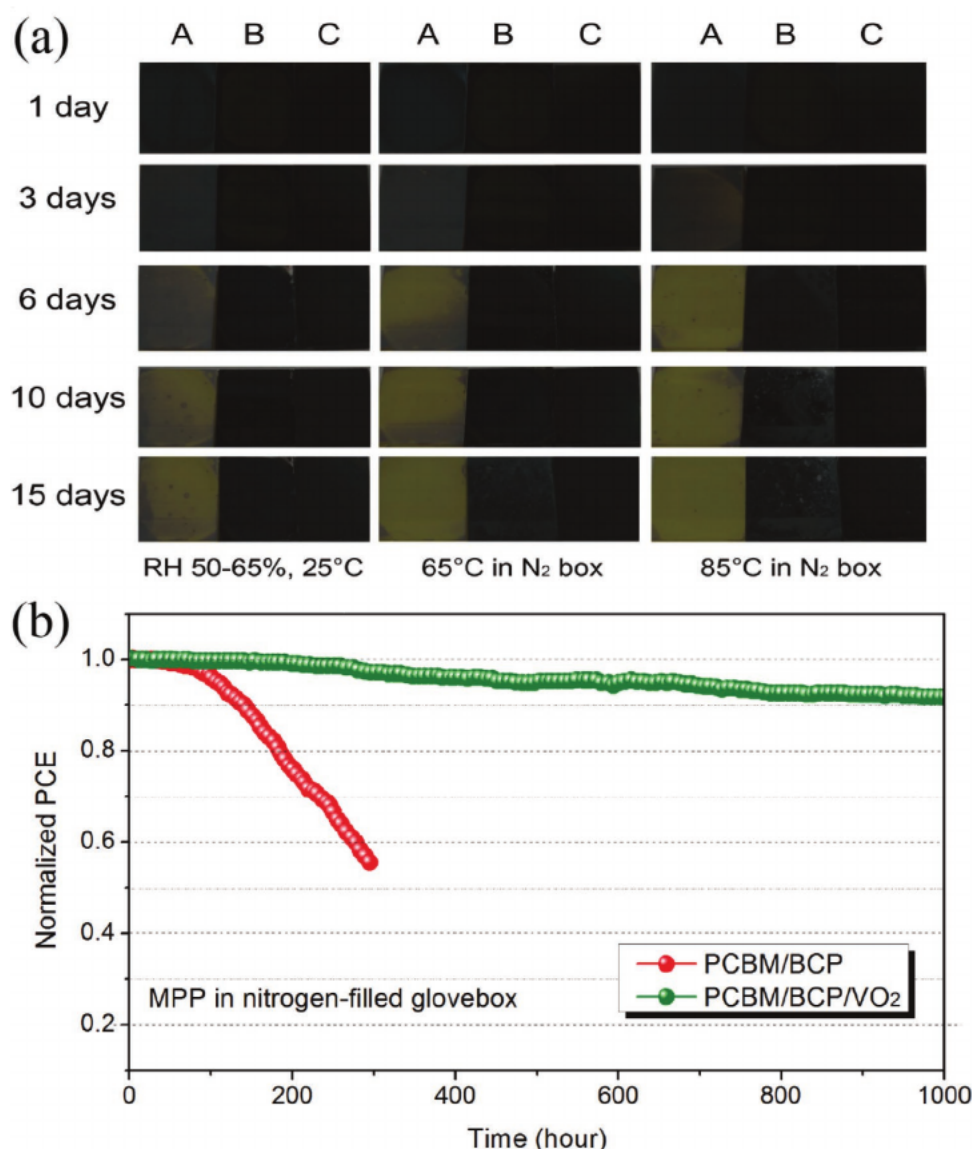 (a)
A B C A B C A B C
1 day
3 days
6 days
10 days
15 days
RH 50-65%, 25°C 65°C in N₂ box 85°C in N₂ box
(b)
1.0
0.8
0.6
0.4
0.2
Normalized PCE
PCBM/BCP
PCBM/BCP/VO₂
MPP in nitrogen-filled glovebox
0 200 400 600 800 1000
Time (hour)